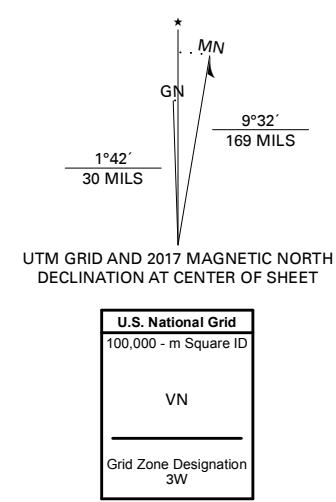 ★
MN
GN
9°32´
169 MILS
1°42´
30 MILS
UTM GRID AND 2017 MAGNETIC NORTH
DECLINATION AT CENTER OF SHEET
U.S. National Grid
100,000 - m Square ID
VN
Grid Zone Designation
3W